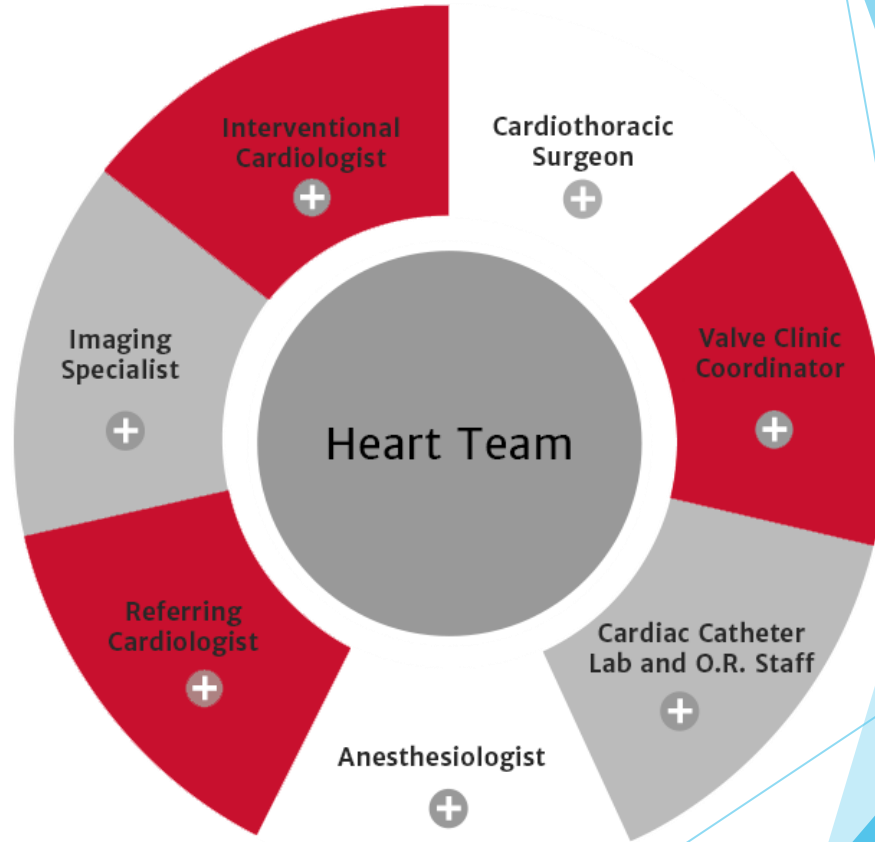 Interventional
Cardiologist
Cardiothoracic
Surgeon
Imaging
Specialist
Valve Clinic
Coordinator
Heart Team
Referring
Cardiologist
Cardiac Catheter
Lab and O.R. Staff
Anesthesiologist